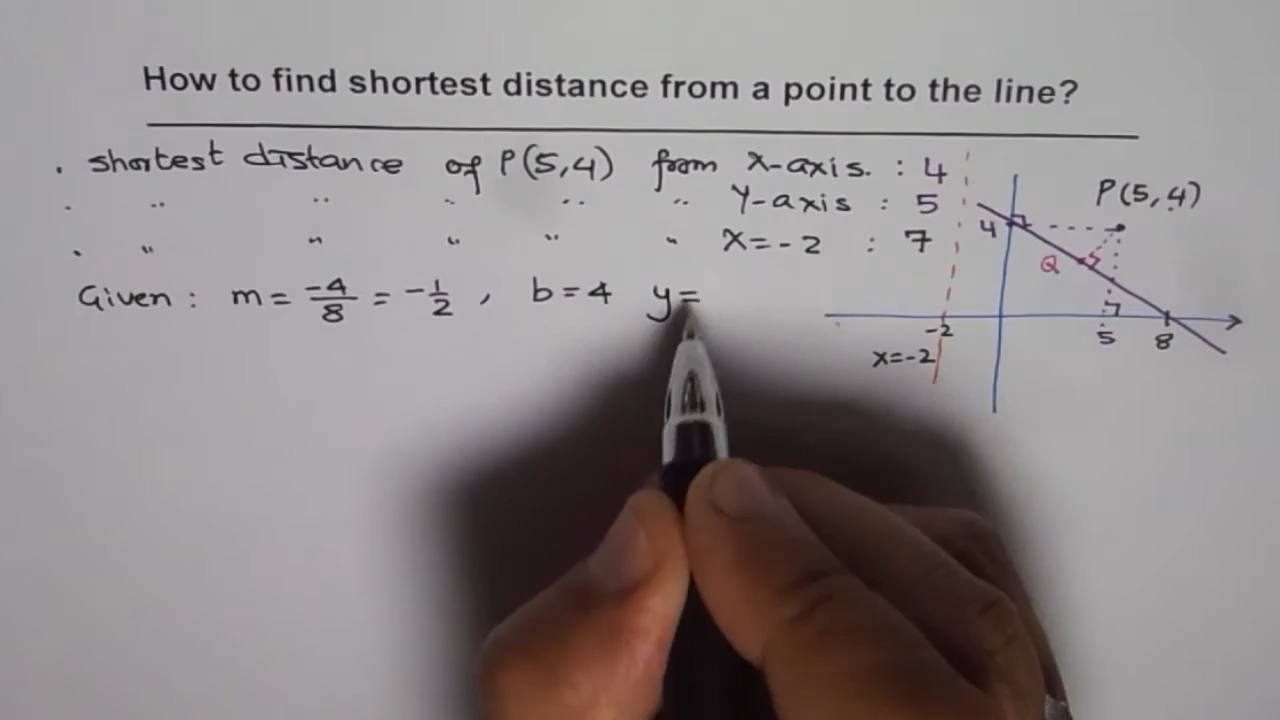 How to find shortest distance from a point to the line?
. shortest distance of P(5,4) from x-axis. : 4
. " " " " " Y-axis : 5
. " " " " " x=-2 : 7
Given : m = -4/8 = -1/2 , b = 4 y=
P(5,4)
4
Q
-2
5
8
x=-2